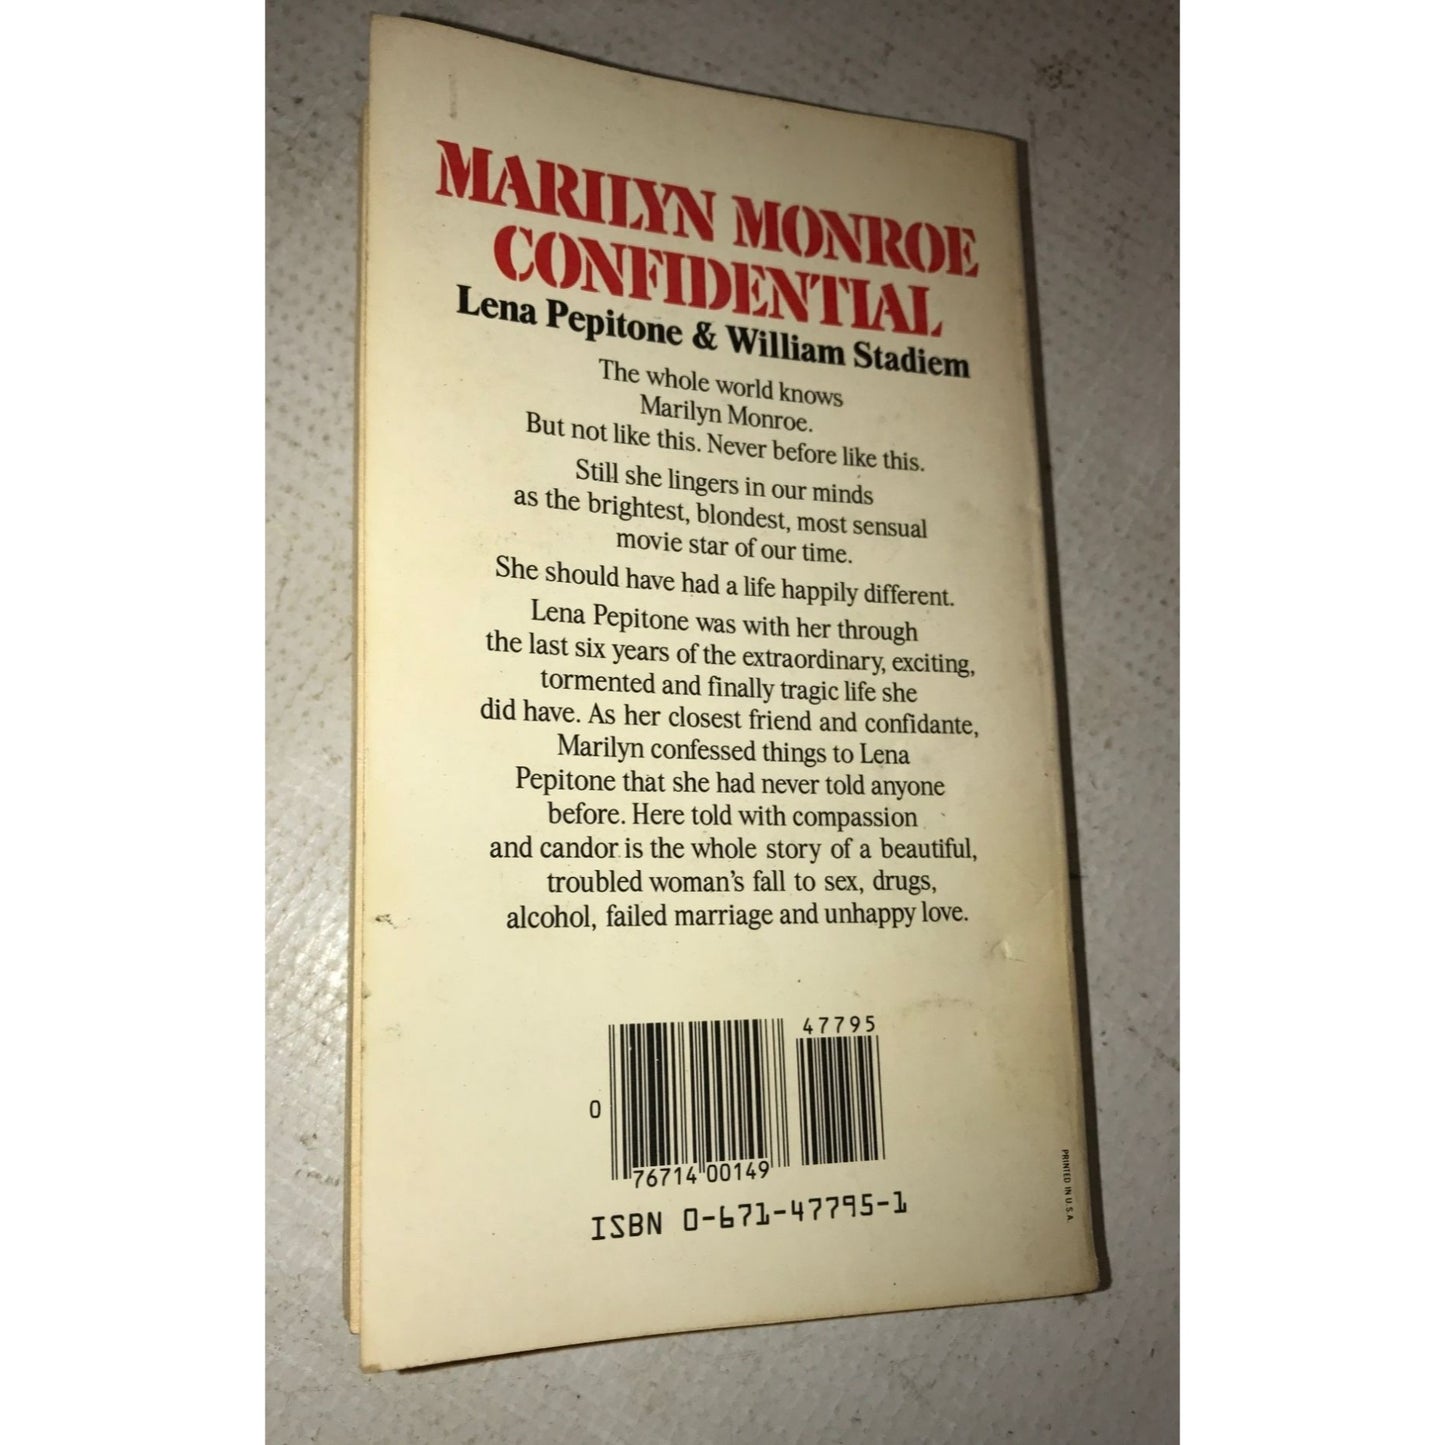 MARILYN MONROE
CONFIDENTIAL
Lena Pepitone & William Stadiem
The whole world knows
Marilyn Monroe.
But not like this. Never before like this.
Still she lingers in our minds
as the brightest, blondest, most sensual
movie star of our time.
She should have had a life happily different.
Lena Pepitone was with her through
the last six years of the extraordinary, exciting,
tormented and finally tragic life she
did have. As her closest friend and confidante,
Marilyn confessed things to Lena
Pepitone that she had never told anyone
before. Here told with compassion
and candor is the whole story of a beautiful,
troubled woman's fall to sex, drugs,
alcohol, failed marriage and unhappy love.
47795
0
76714 00149
ISBN 0-671-47795-1
PRINTED IN U.S.A.